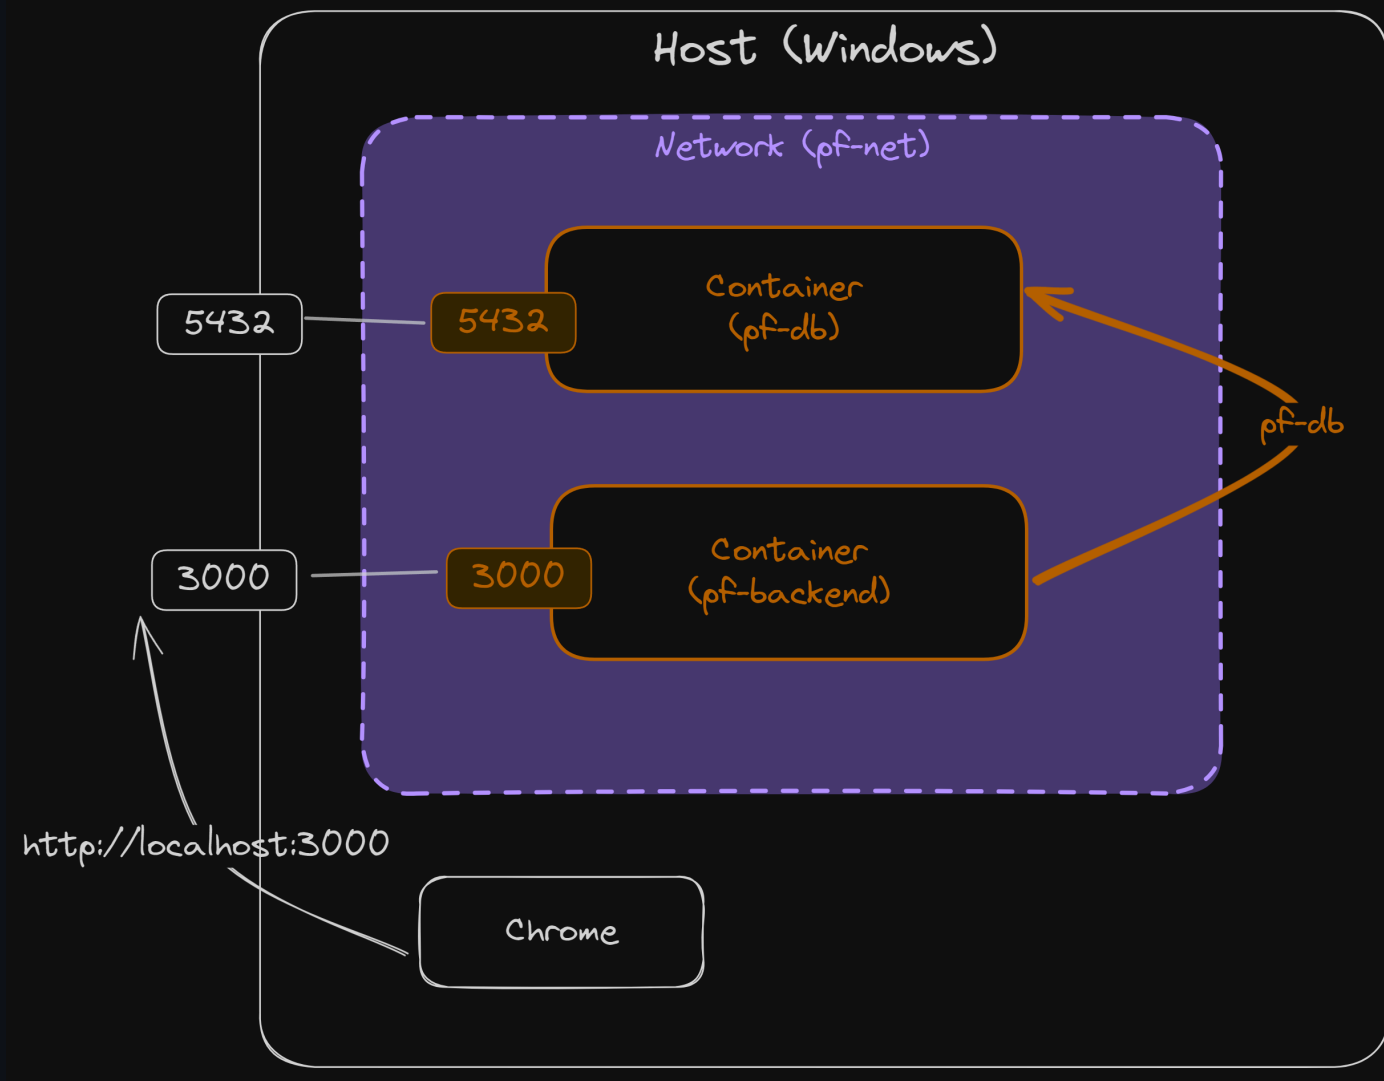 Host (Windows)
Network (pf-net)
Container
(pf-db)
5432
5432
pf-db
Container
(pf-backend)
3000
3000
http://localhost:3000
Chrome